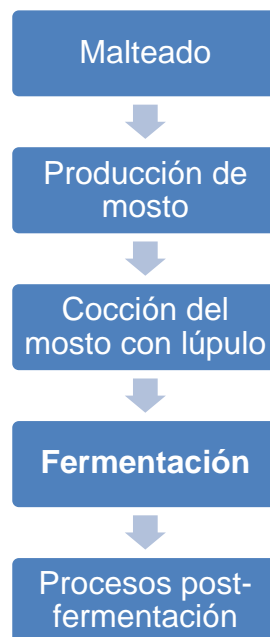 Malteado
Producción de
mosto
Cocción del
mosto con lúpulo
Fermentación
Procesos post-
fermentación